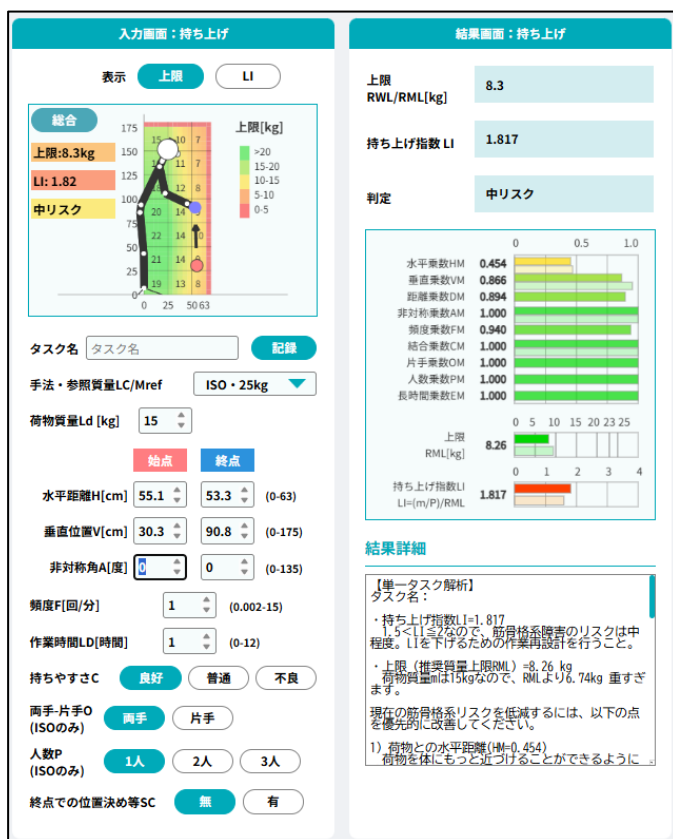 入力画面：持ち上げ
表示 上限 LI
総合
上限:8.3kg
LI: 1.82
中リスク
上限[kg]
>20
15-20
10-15
5-10
0-5
175
150
125
100
75
50
25
0
15 10 7
11 7
12 8
20 14
22 14
21 14
19 13 8
0 25 50 63
タスク名 タスク名 記録
手法・参照質量LC/Mref ISO・25kg
荷物質量Ld [kg] 15
始点 終点
水平距離H[cm] 55.1 53.3 (0-63)
垂直位置V[cm] 30.3 90.8 (0-175)
非対称角A[度] 0 0 (0-135)
頻度F[回/分] 1 (0.002-15)
作業時間LD[時間] 1 (0-12)
持ちやすさC 良好 普通 不良
両手-片手O 両手 片手
(ISOのみ)
人数P 1人 2人 3人
(ISOのみ)
終点での位置決め等SC 無 有
結果画面：持ち上げ
上限
RWL/RML[kg] 8.3
持ち上げ指数 LI 1.817
判定 中リスク
0 0.5 1.0
水平乗数HM 0.454
垂直乗数VM 0.866
距離乗数DM 0.894
非対称乗数AM 1.000
頻度乗数FM 0.940
結合乗数CM 1.000
片手乗数OM 1.000
人数乗数PM 1.000
長時間乗数EM 1.000
0 5 10 15 20 23 25
上限
RML[kg] 8.26
0 1 2 3 4
持ち上げ指数LI
LI=(m/P)/RML 1.817
結果詳細
【単一タスク解析】
タスク名：
・持ち上げ指数LI=1.817
1.5＜LI≦2なので、筋骨格系障害のリスクは中
程度。LIを下げるための作業再設計を行うこと。
・上限（推奨質量上限RML）=8.26 kg
荷物質量mは15kgなので、RMLより6.74kg 重すぎ
ます。
現在の筋骨格系リスクを低減するには、以下の点
を優先的に改善してください。
1) 荷物との水平距離(HM=0.454)
荷物を体にもっと近づけることができるように